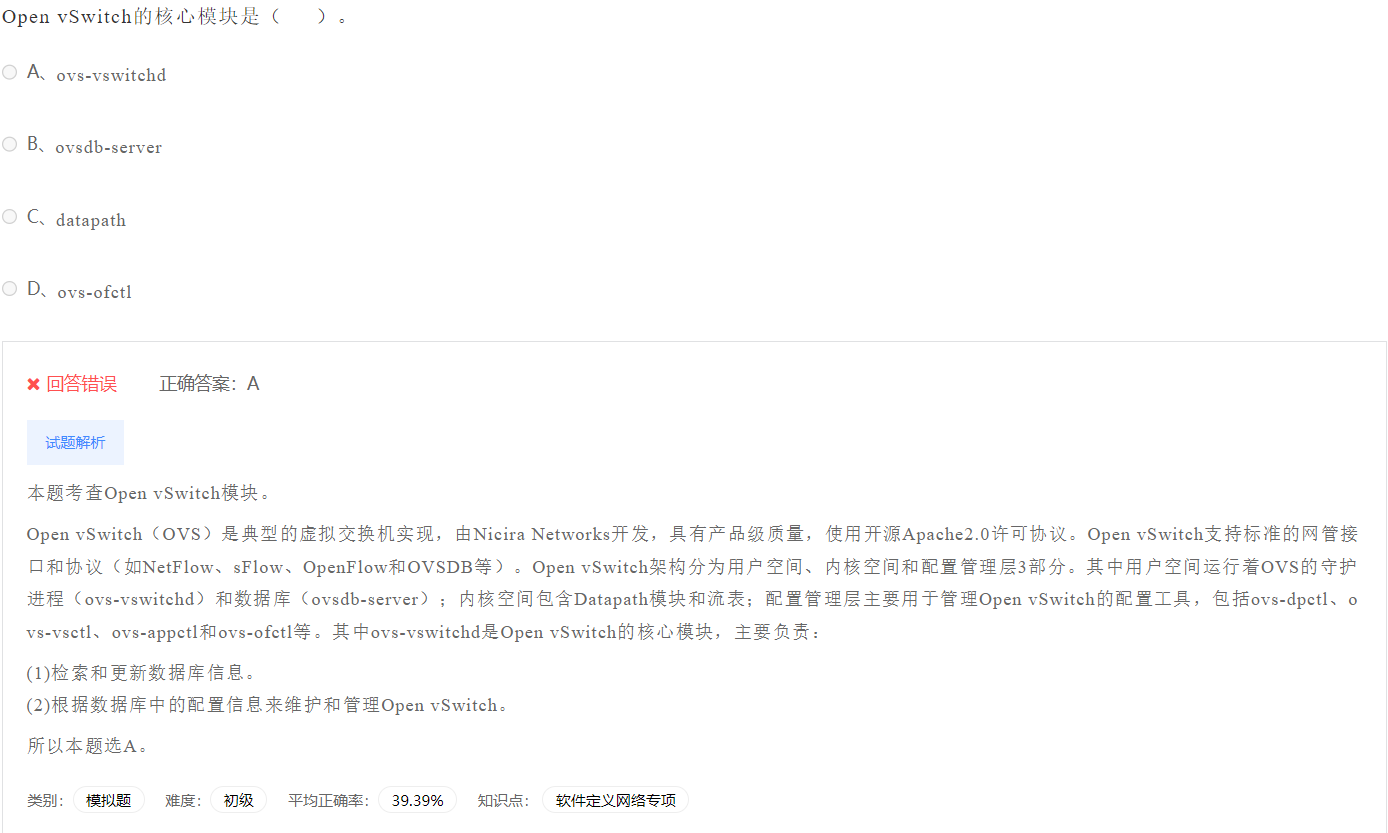 Open vSwitch的核心模块是（　　）。
A、ovs-vswitchd
B、ovsdb-server
C、datapath
D、ovs-ofctl
✖ 回答错误 正确答案：A
试题解析
本题考查Open vSwitch模块。
Open vSwitch（OVS）是典型的虚拟交换机实现，由Nicira Networks开发，具有产品级质量，使用开源Apache2.0许可协议。Open vSwitch支持标准的网管接
口和协议（如NetFlow、sFlow、OpenFlow和OVSDB等）。Open vSwitch架构分为用户空间、内核空间和配置管理层3部分。其中用户空间运行着OVS的守护
进程（ovs-vswitchd）和数据库（ovsdb-server）；内核空间包含Datapath模块和流表；配置管理层主要用于管理Open vSwitch的配置工具，包括ovs-dpctl、o
vs-vsctl、ovs-appctl和ovs-ofctl等。其中ovs-vswitchd是Open vSwitch的核心模块，主要负责：
(1)检索和更新数据库信息。
(2)根据数据库中的配置信息来维护和管理Open vSwitch。
所以本题选A。
类别： 模拟题 难度： 初级 平均正确率： 39.39% 知识点： 软件定义网络专项